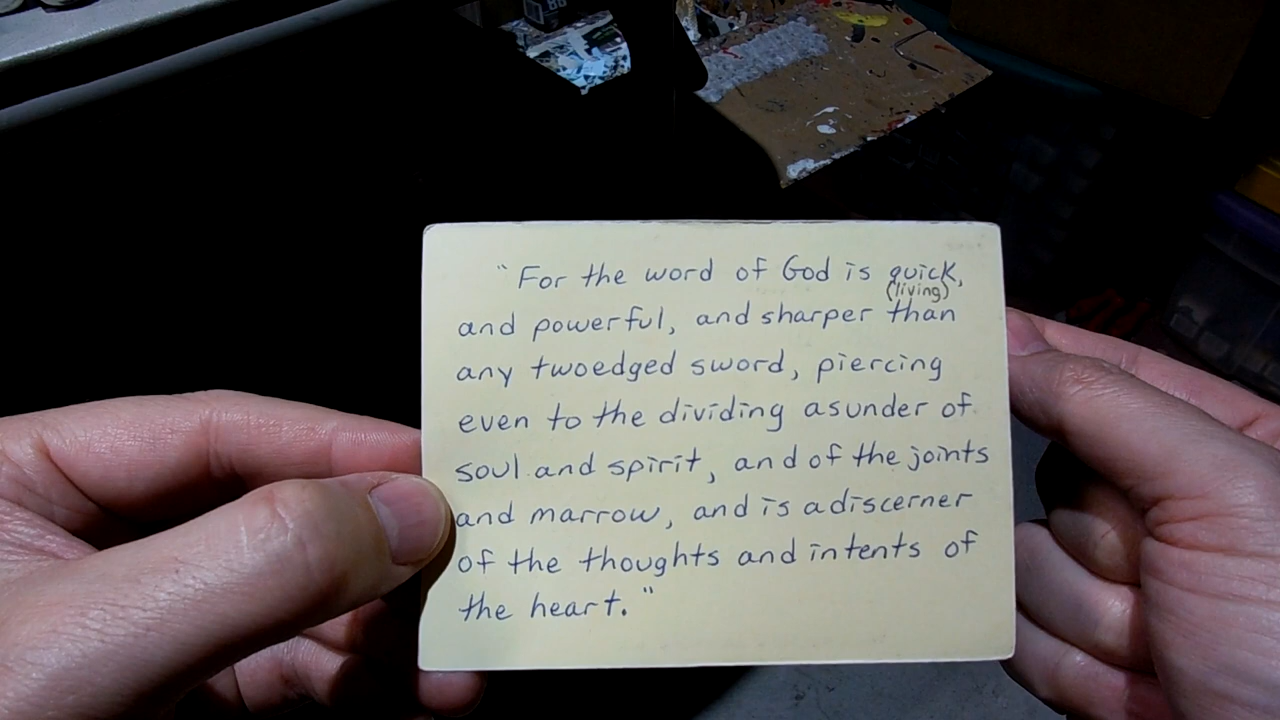 "For the word of God is quick,
(living)
and powerful, and sharper than
any twoedged sword, piercing
even to the dividing asunder of
soul and spirit, and of the joints
and marrow, and is a discerner
of the thoughts and intents of
the heart."